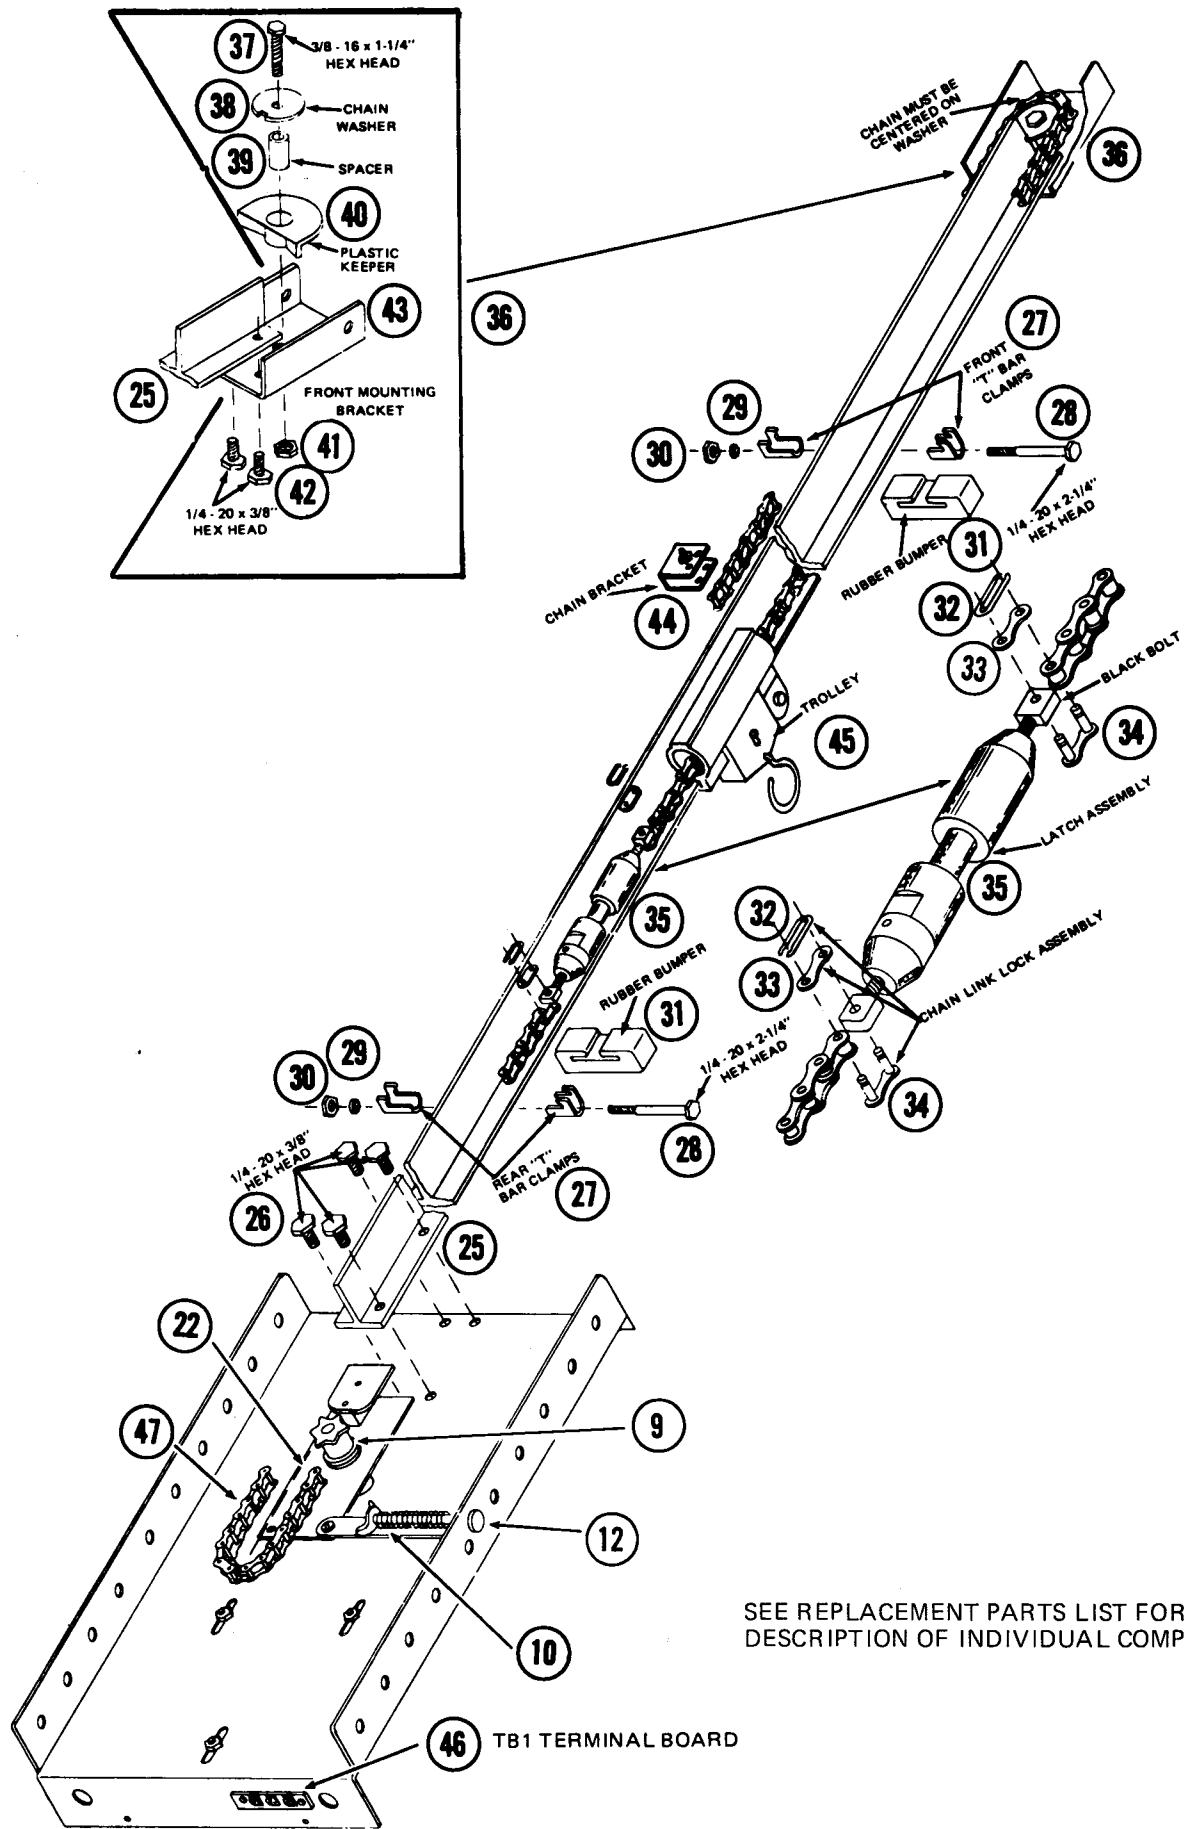 37
3/8 - 16 x 1-1/4"
HEX HEAD
38
CHAIN
WASHER
39
SPACER
40
PLASTIC
KEEPER
43
25
FRONT MOUNTING
BRACKET
41
42
1/4 - 20 x 3/8"
HEX HEAD
36
CHAIN MUST BE
CENTERED ON
WASHER
36
27
FRONT
"T" BAR
CLAMPS
29
28
30
1/4 - 20 x 2-1/4"
HEX HEAD
RUBBER BUMPER
31
CHAIN BRACKET
44
32
33
BLACK BOLT
34
TROLLEY
45
LATCH ASSEMBLY
35
35
32
33
CHAIN LINK LOCK ASSEMBLY
34
RUBBER BUMPER
31
1/4 - 20 x 2-1/4"
HEX HEAD
29
30
28
1/4 - 20 x 3/8"
HEX HEAD
26
REAR "T"
BAR CLAMPS
27
25
22
47
9
12
10
SEE REPLACEMENT PARTS LIST FOR
DESCRIPTION OF INDIVIDUAL COMP
46
TB1 TERMINAL BOARD